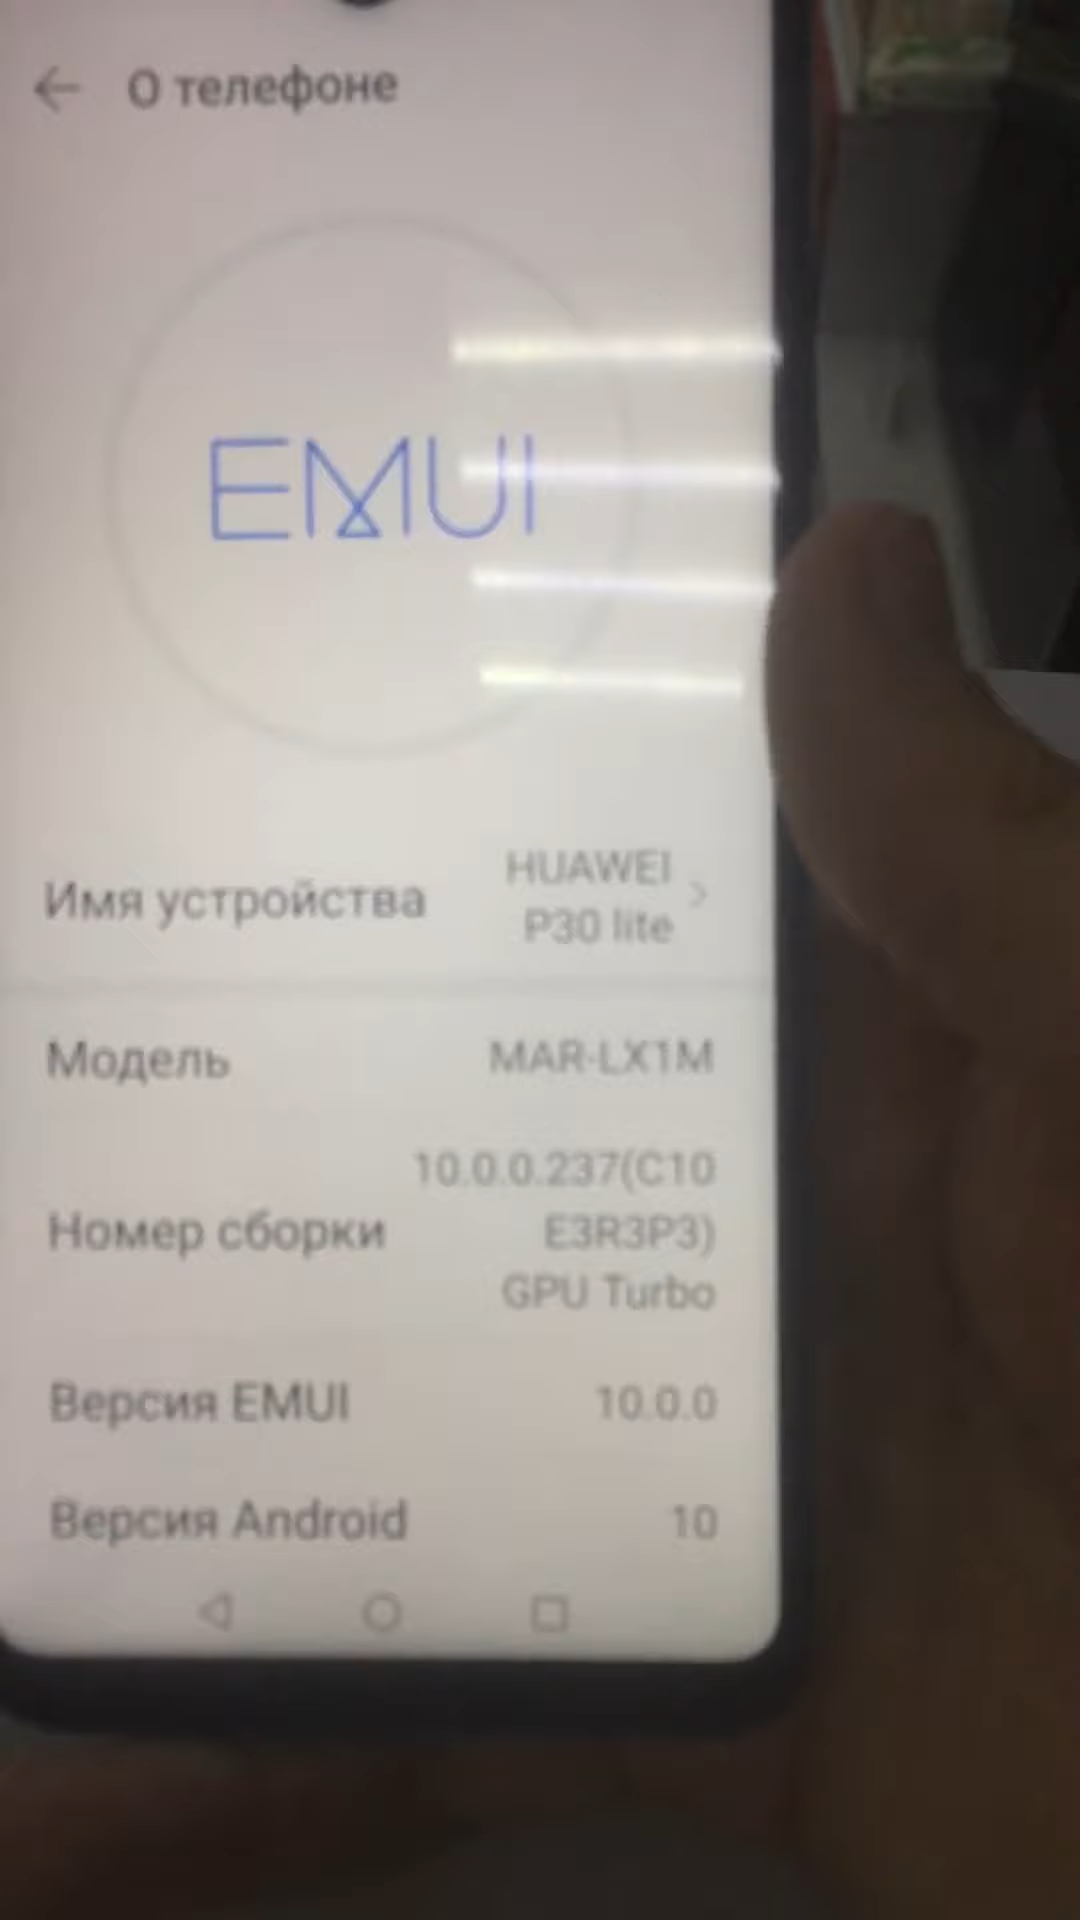 О телефоне
EMUI
Имя устройства
HUAWEI
P30 lite
Модель
MAR-LX1M
Номер сборки
10.0.0.237(C10
E3R3P3)
GPU Turbo
Версия EMUI
10.0.0
Версия Android
10